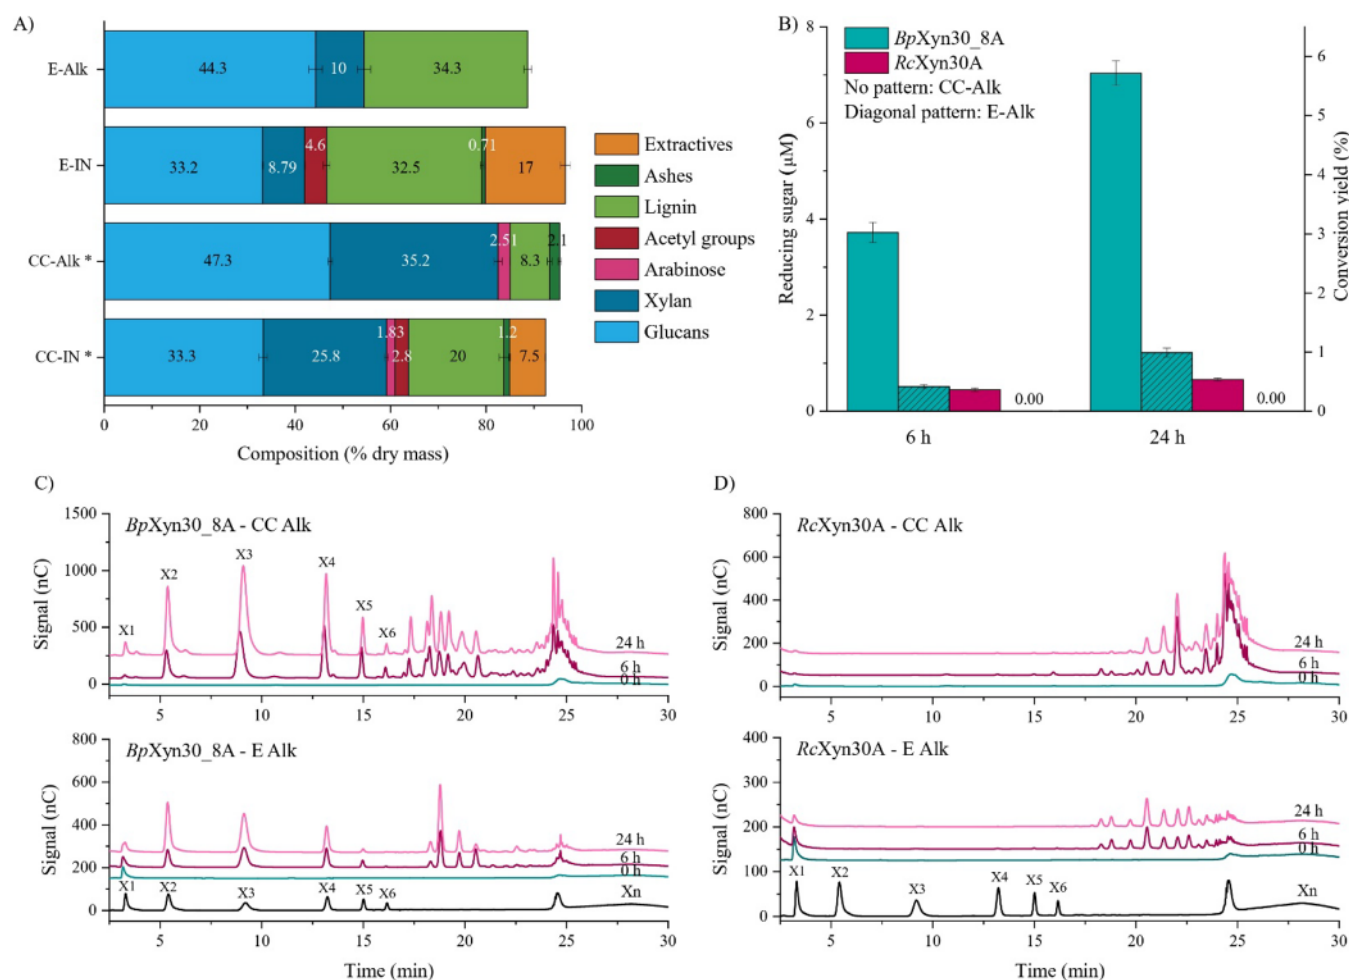 A)
E-Alk
44.3
10
34.3
E-IN
33.2
8.79
4.6
32.5
0.71
17
CC-Alk *
47.3
35.2
2.51
8.3
2.1
CC-IN *
33.3
25.8
1.83
2.8
20
1.2
7.5
0 20 40 60 80 100
Composition (% dry mass)
Extractives
Ashes
Lignin
Acetyl groups
Arabinose
Xylan
Glucans
B)
BpXyn30_8A
RcXyn30A
No pattern: CC-Alk
Diagonal pattern: E-Alk
Reducing sugar (µM)
8
6
4
2
0
Conversion yield (%)
6
5
4
3
2
1
0
0.00
0.00
6 h
24 h
C)
BpXyn30_8A - CC Alk
Signal (nC)
1500
1000
500
0
X1 X2 X3 X4 X5 X6
24 h
6 h
0 h
5 10 15 20 25 30
BpXyn30_8A - E Alk
Signal (nC)
800
600
400
200
0
24 h
6 h
0 h
X1 X2 X3 X4 X5 X6 Xn
5 10 15 20 25 30
Time (min)
D)
RcXyn30A - CC Alk
Signal (nC)
800
600
400
200
0
24 h
6 h
0 h
5 10 15 20 25 30
RcXyn30A - E Alk
Signal (nC)
400
300
200
100
0
24 h
6 h
0 h
X1 X2 X3 X4 X5 X6 Xn
5 10 15 20 25 30
Time (min)